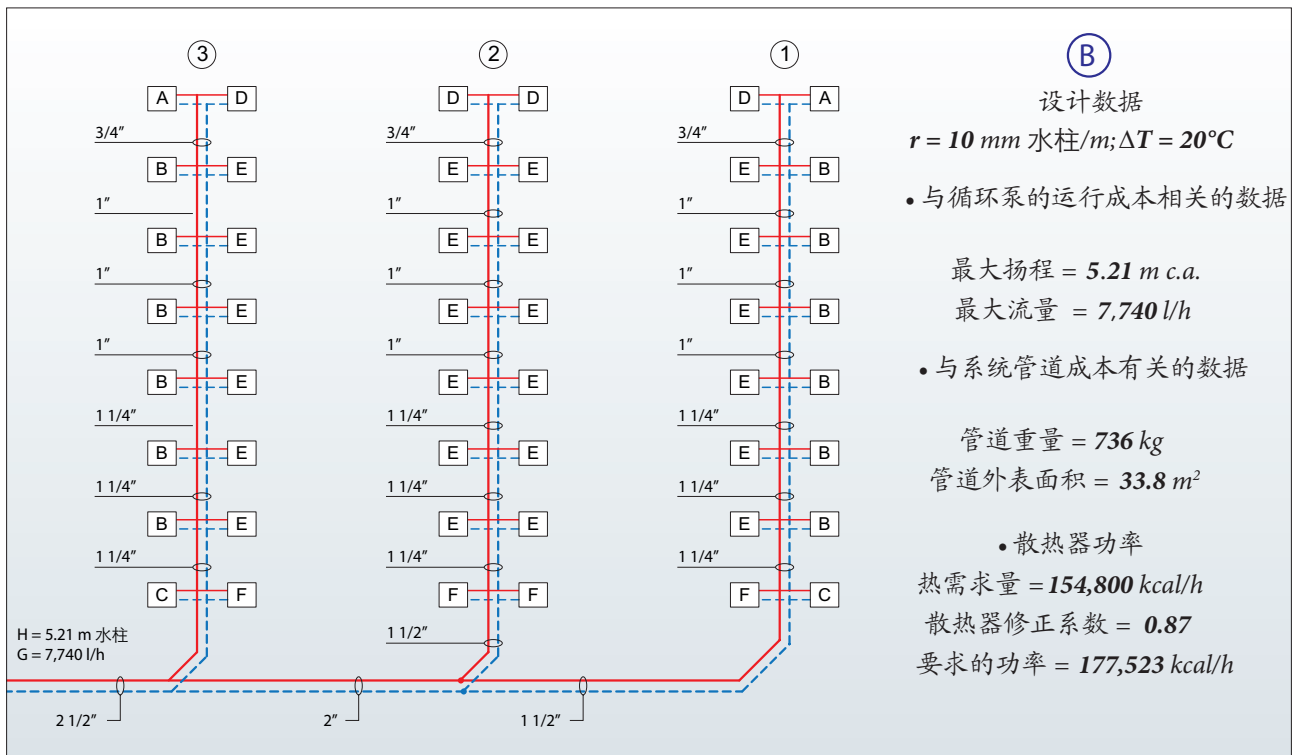 3
2
1
B
A
D
D
D
D
A
3/4″
3/4″
3/4″
B
E
E
E
E
B
1″
1″
1″
B
E
E
E
E
B
1″
1″
1″
B
E
E
E
E
B
1″
1″
1″
B
E
E
E
E
B
1 1/4″
1 1/4″
1 1/4″
B
E
E
E
E
B
1 1/4″
1 1/4″
1 1/4″
B
E
E
E
E
B
1 1/4″
1 1/4″
1 1/4″
C
F
F
F
F
C
1 1/2″
H = 5.21 m 水柱
G = 7,740 l/h
2 1/2″
2″
1 1/2″
设计数据
r = 10 mm 水柱/m; ΔT = 20°C
• 与循环泵的运行成本相关的数据
最大扬程 = 5.21 m c.a.
最大流量 = 7,740 l/h
• 与系统管道成本有关的数据
管道重量 = 736 kg
管道外表面积 = 33.8 m²
• 散热器功率
热需求量 =154,800 kcal/h
散热器修正系数 = 0.87
要求的功率 = 177,523 kcal/h